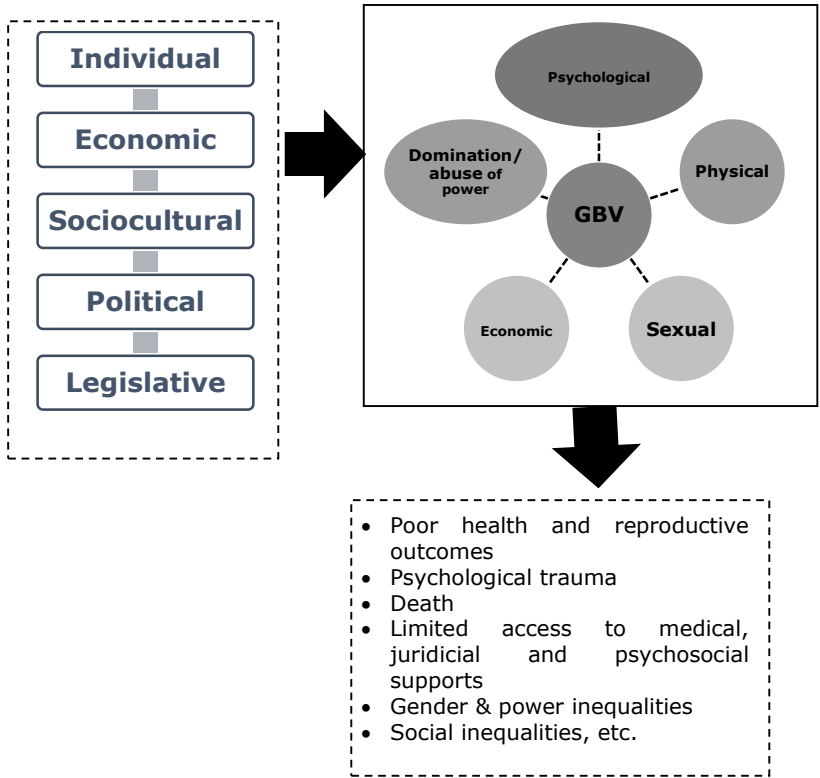 Individual
Economic
Sociocultural
Political
Legislative
Psychological
Domination/
abuse of
power
Physical
GBV
Economic
Sexual
• Poor health and reproductive
outcomes
• Psychological trauma
• Death
• Limited access to medical,
juridicial and psychosocial
supports
• Gender & power inequalities
• Social inequalities, etc.